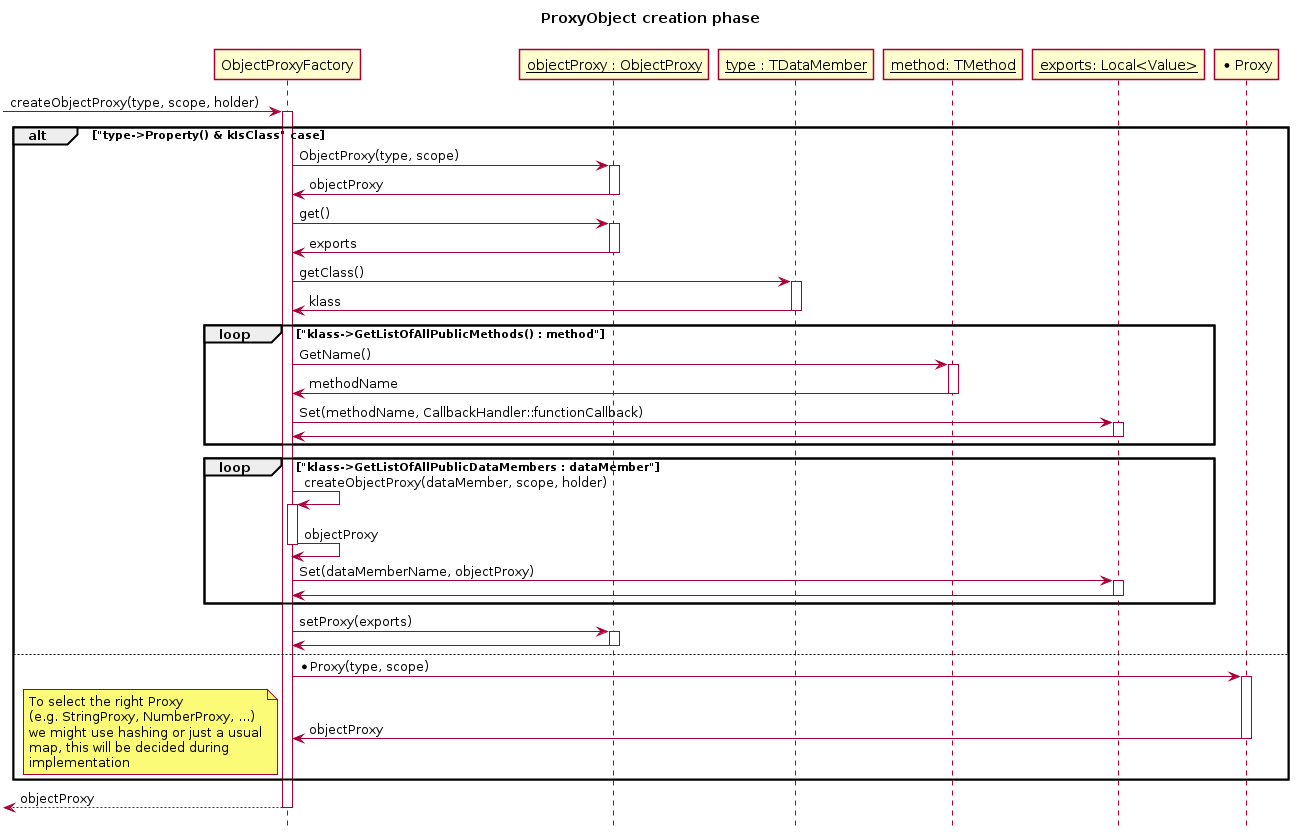 ProxyObject creation phase
ObjectProxyFactory
objectProxy : ObjectProxy
type : TDataMember
method: TMethod
exports: Local<Value>
• Proxy
createObjectProxy(type, scope, holder)
alt
["type->Property() & kIsClass" case]
ObjectProxy(type, scope)
objectProxy
get()
exports
getClass()
klass
loop
["klass->GetListOfAllPublicMethods() : method"]
GetName()
methodName
Set(methodName, CallbackHandler::functionCallback)
loop
["klass->GetListOfAllPublicDataMembers : dataMember"]
createObjectProxy(dataMember, scope, holder)
objectProxy
Set(dataMemberName, objectProxy)
setProxy(exports)
• Proxy(type, scope)
To select the right Proxy
(e.g. StringProxy, NumberProxy, ...)
we might use hashing or just a usual
map, this will be decided during
implementation
objectProxy
objectProxy